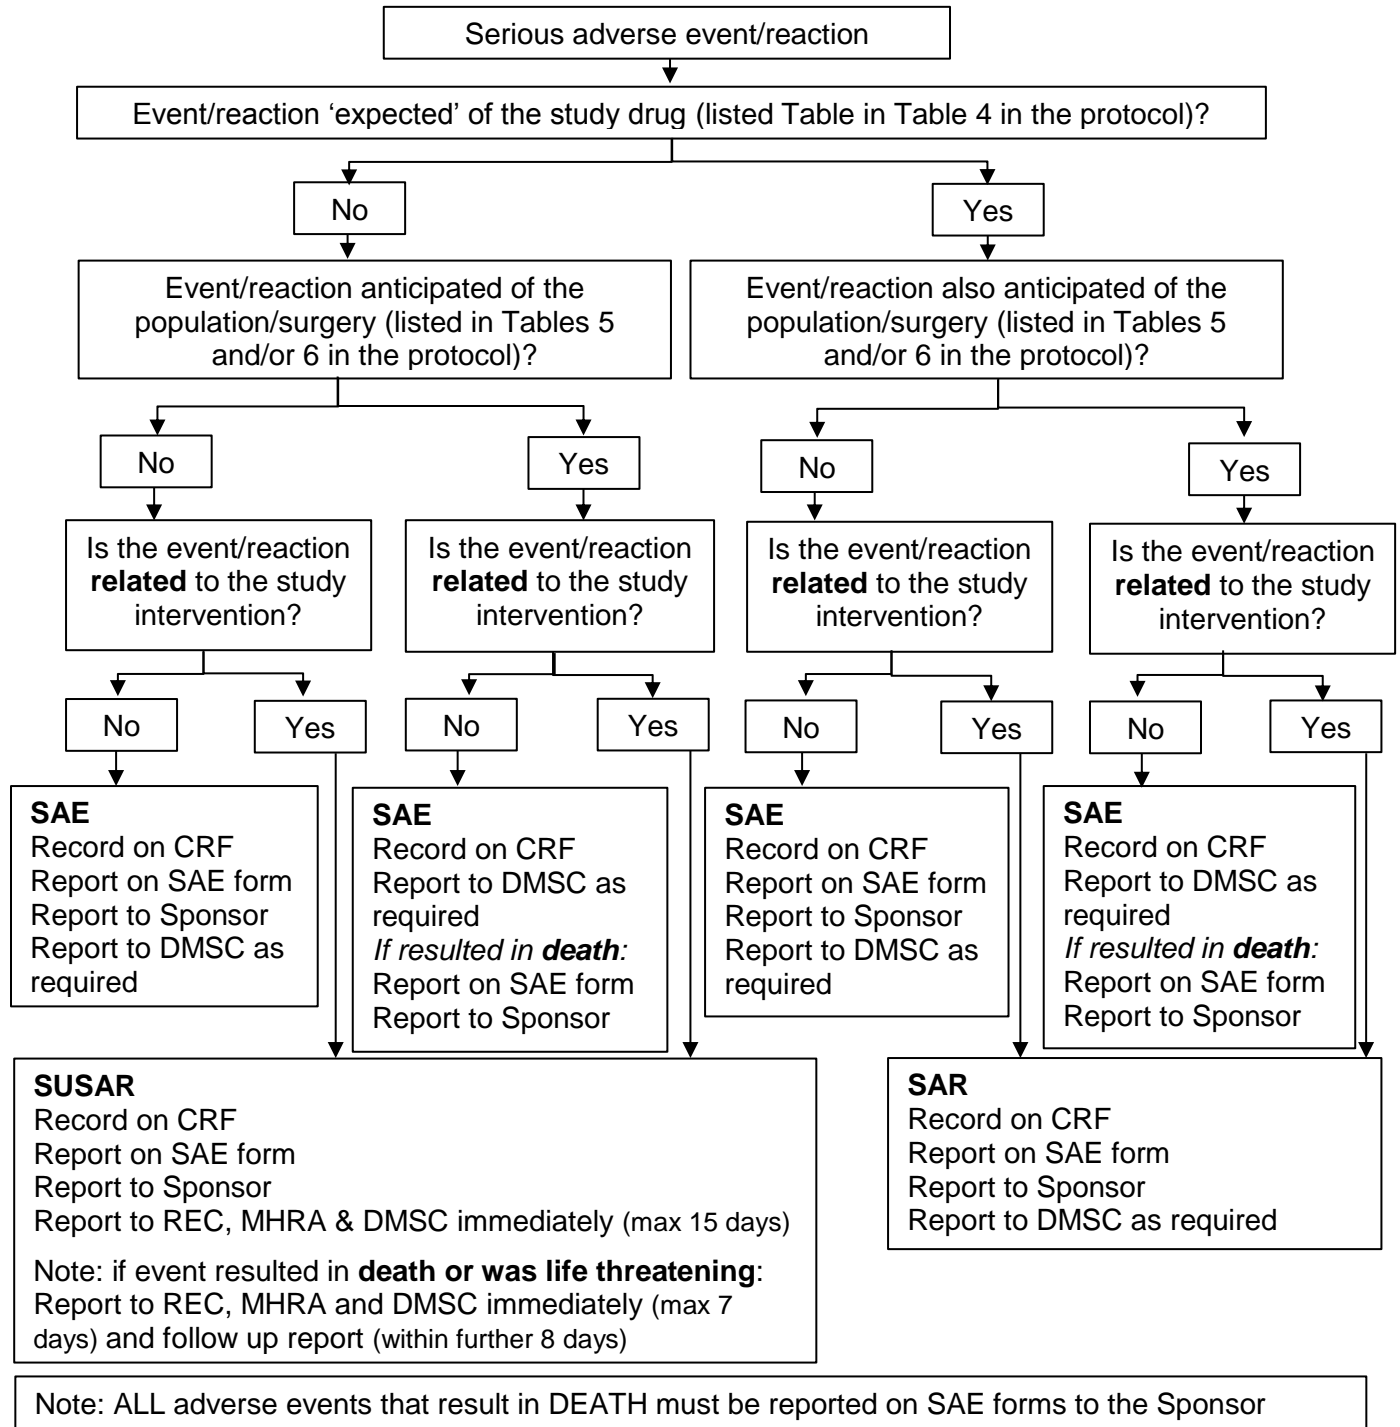 Serious adverse event/reaction
Event/reaction ‘expected’ of the study drug (listed Table in Table 4 in the protocol)?
No
Yes
Event/reaction anticipated of the
population/surgery (listed in Tables 5
and/or 6 in the protocol)?
Event/reaction also anticipated of the
population/surgery (listed in Tables 5
and/or 6 in the protocol)?
No
Yes
No
Yes
Is the event/reaction
related to the study
intervention?
Is the event/reaction
related to the study
intervention?
Is the event/reaction
related to the study
intervention?
Is the event/reaction
related to the study
intervention?
No
Yes
No
Yes
No
Yes
No
Yes
SAE
Record on CRF
Report on SAE form
Report to Sponsor
Report to DMSC as
required
SAE
Record on CRF
Report to DMSC as
required
If resulted in death:
Report on SAE form
Report to Sponsor
SAE
Record on CRF
Report on SAE form
Report to Sponsor
Report to DMSC as
required
SAE
Record on CRF
Report to DMSC as
required
If resulted in death:
Report on SAE form
Report to Sponsor
SUSAR
Record on CRF
Report on SAE form
Report to Sponsor
Report to REC, MHRA & DMSC immediately (max 15 days)
Note: if event resulted in death or was life threatening:
Report to REC, MHRA and DMSC immediately (max 7
days) and follow up report (within further 8 days)
SAR
Record on CRF
Report on SAE form
Report to Sponsor
Report to DMSC as required
Note: ALL adverse events that result in DEATH must be reported on SAE forms to the Sponsor